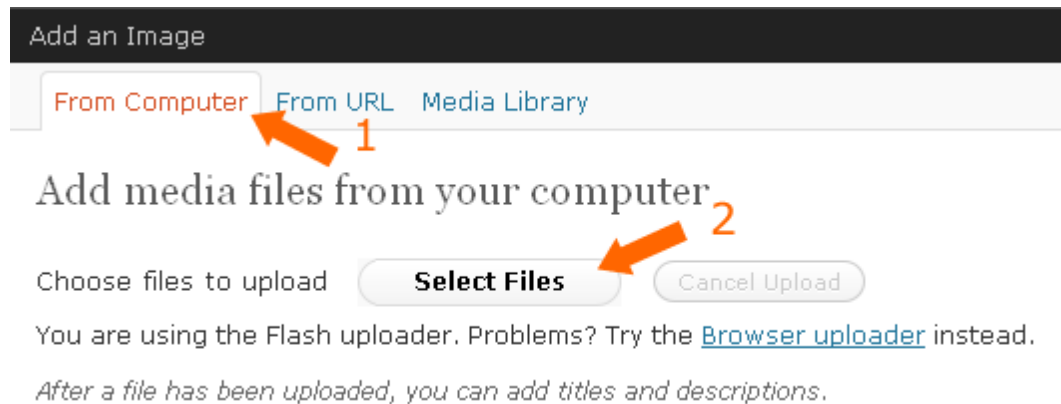 Add an Image
From Computer From URL Media Library
1
Add media files from your computer
2
Choose files to upload Select Files Cancel Upload
You are using the Flash uploader. Problems? Try the Browser uploader instead.
After a file has been uploaded, you can add titles and descriptions.